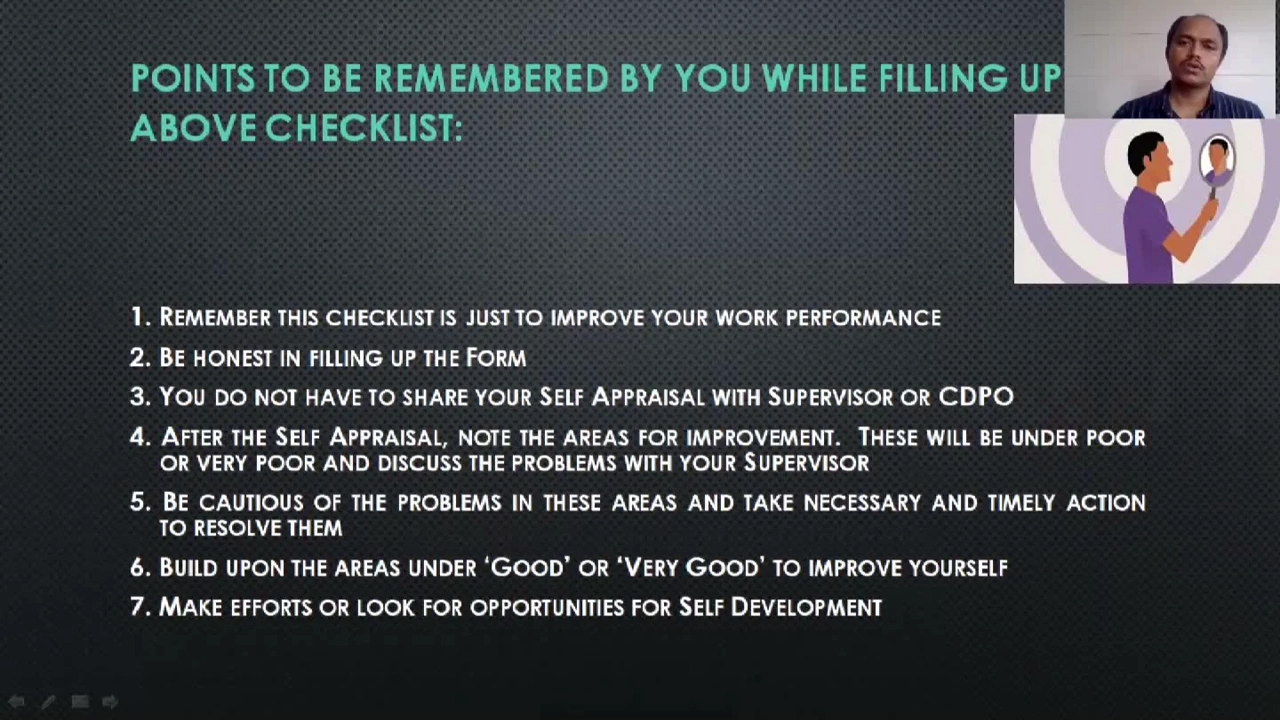 POINTS TO BE REMEMBERED BY YOU WHILE FILLING UP
ABOVE CHECKLIST:
1. REMEMBER THIS CHECKLIST IS JUST TO IMPROVE YOUR WORK PERFORMANCE
2. BE HONEST IN FILLING UP THE FORM
3. YOU DO NOT HAVE TO SHARE YOUR SELF APPRAISAL WITH SUPERVISOR OR CDPO
4. AFTER THE SELF APPRAISAL, NOTE THE AREAS FOR IMPROVEMENT. THESE WILL BE UNDER POOR
OR VERY POOR AND DISCUSS THE PROBLEMS WITH YOUR SUPERVISOR
5. BE CAUTIOUS OF THE PROBLEMS IN THESE AREAS AND TAKE NECESSARY AND TIMELY ACTION
TO RESOLVE THEM
6. BUILD UPON THE AREAS UNDER ‘GOOD’ OR ‘VERY GOOD’ TO IMPROVE YOURSELF
7. MAKE EFFORTS OR LOOK FOR OPPORTUNITIES FOR SELF DEVELOPMENT